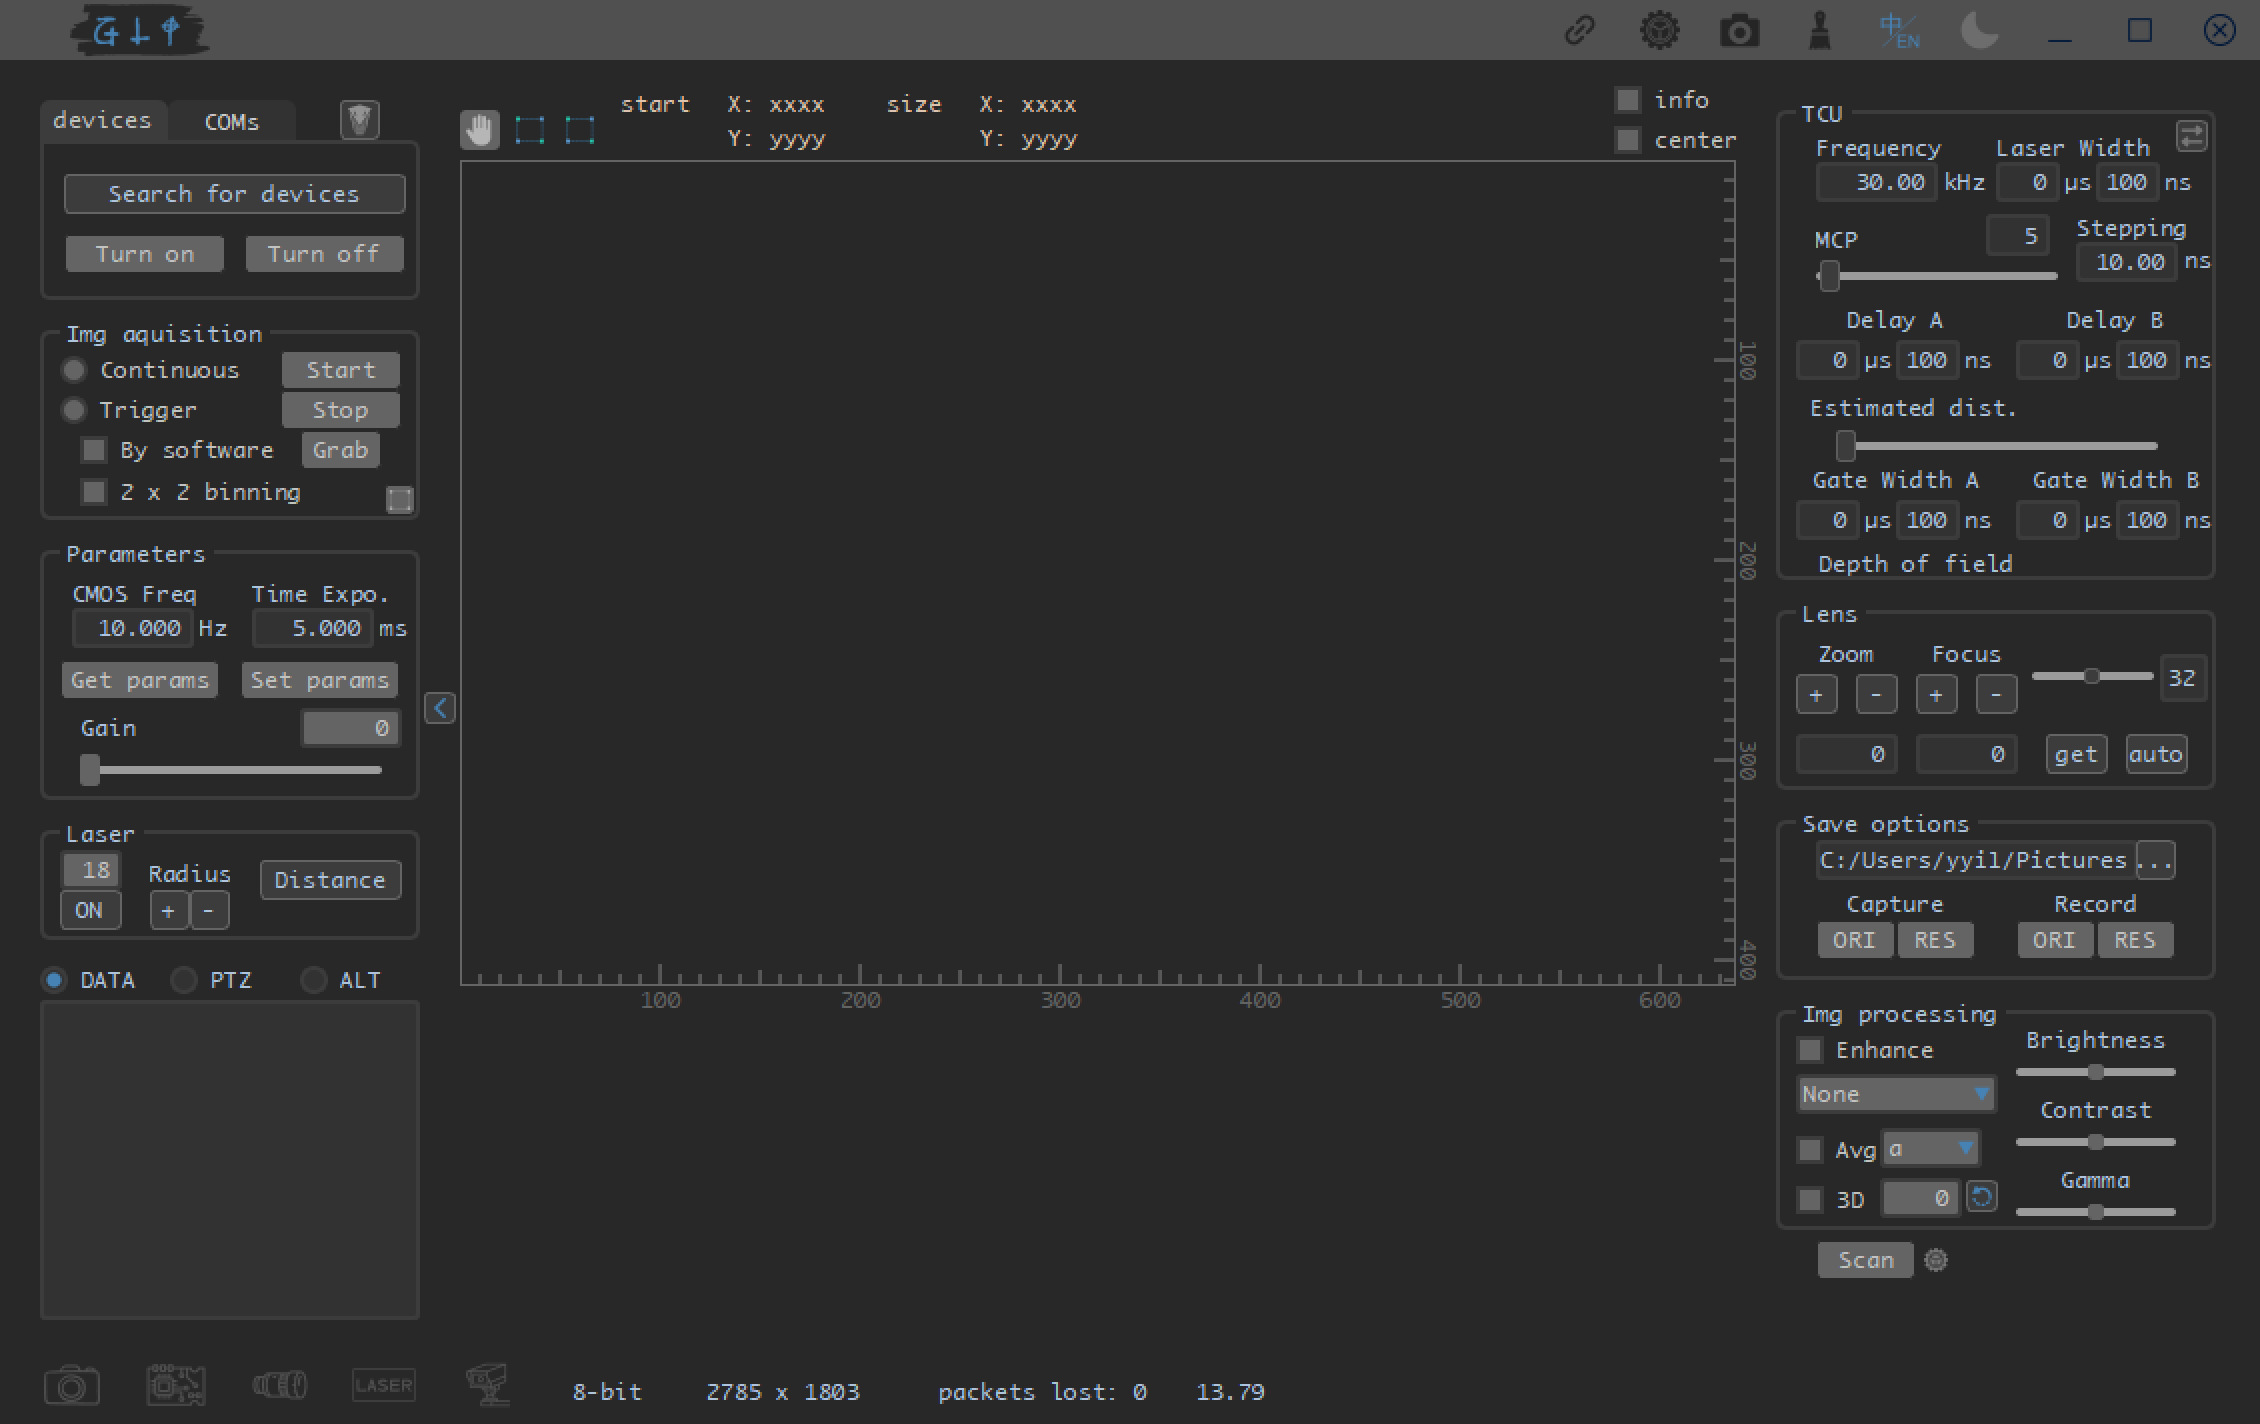 GLP
中/EN
devices COMs
Search for devices
Turn on Turn off
Img aquisition
Continuous Start
Trigger Stop
By software Grab
2 x 2 binning
Parameters
CMOS Freq Time Expo.
10.000 Hz 5.000 ms
Get params Set params
Gain 0
Laser
18 Radius Distance
ON + -
DATA PTZ ALT
start X: xxxx size X: xxxx
Y: yyyy Y: yyyy
info
center
100
200
300
400
100 200 300 400 500 600
TCU
Frequency Laser Width
30.00 kHz 0 µs 100 ns
MCP 5 Stepping
10.00 ns
Delay A Delay B
0 µs 100 ns 0 µs 100 ns
Estimated dist.
Gate Width A Gate Width B
0 µs 100 ns 0 µs 100 ns
Depth of field
Lens
Zoom Focus
+ - + - 32
0 0 get auto
Save options
C:/Users/yyil/Pictures ...
Capture Record
ORI RES ORI RES
Img processing
Enhance Brightness
None
Contrast
Avg a
Gamma
3D 0
Scan
LASER
8-bit 2785 x 1803 packets lost: 0 13.79